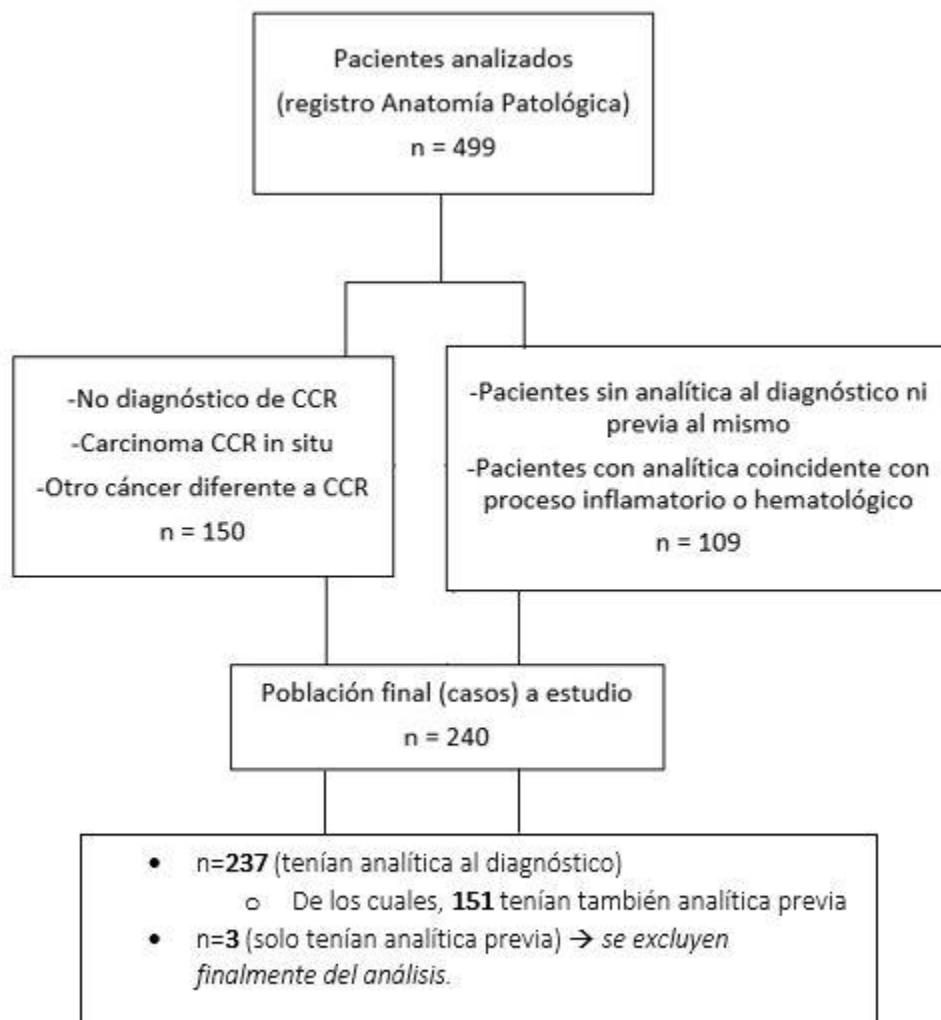 Pacientes analizados
(registro Anatomía Patológica)
n = 499
-No diagnóstico de CCR
-Carcinoma CCR in situ
-Otro cáncer diferente a CCR
n = 150
-Pacientes sin analítica al diagnóstico ni
previa al mismo
-Pacientes con analítica coincidente con
proceso inflamatorio o hematológico
n = 109
Población final (casos) a estudio
n = 240
• n=237 (tenían analítica al diagnóstico)
o De los cuales, 151 tenían también analítica previa
• n=3 (solo tenían analítica previa) → se excluyen
finalmente del análisis.